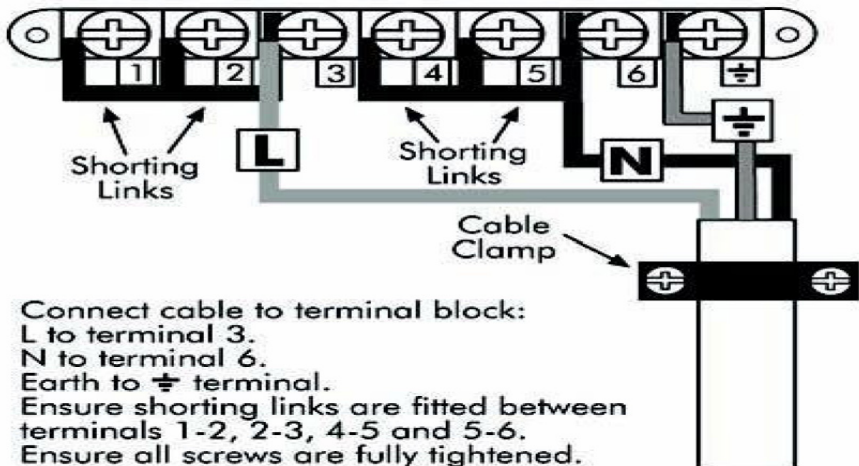 1 2 3 4 5 6 ⏚
Shorting
Links
L
Shorting
Links
N
⏚
Cable
Clamp
Connect cable to terminal block:
L to terminal 3.
N to terminal 6.
Earth to ⏚ terminal.
Ensure shorting links are fitted between
terminals 1-2, 2-3, 4-5 and 5-6.
Ensure all screws are fully tightened.